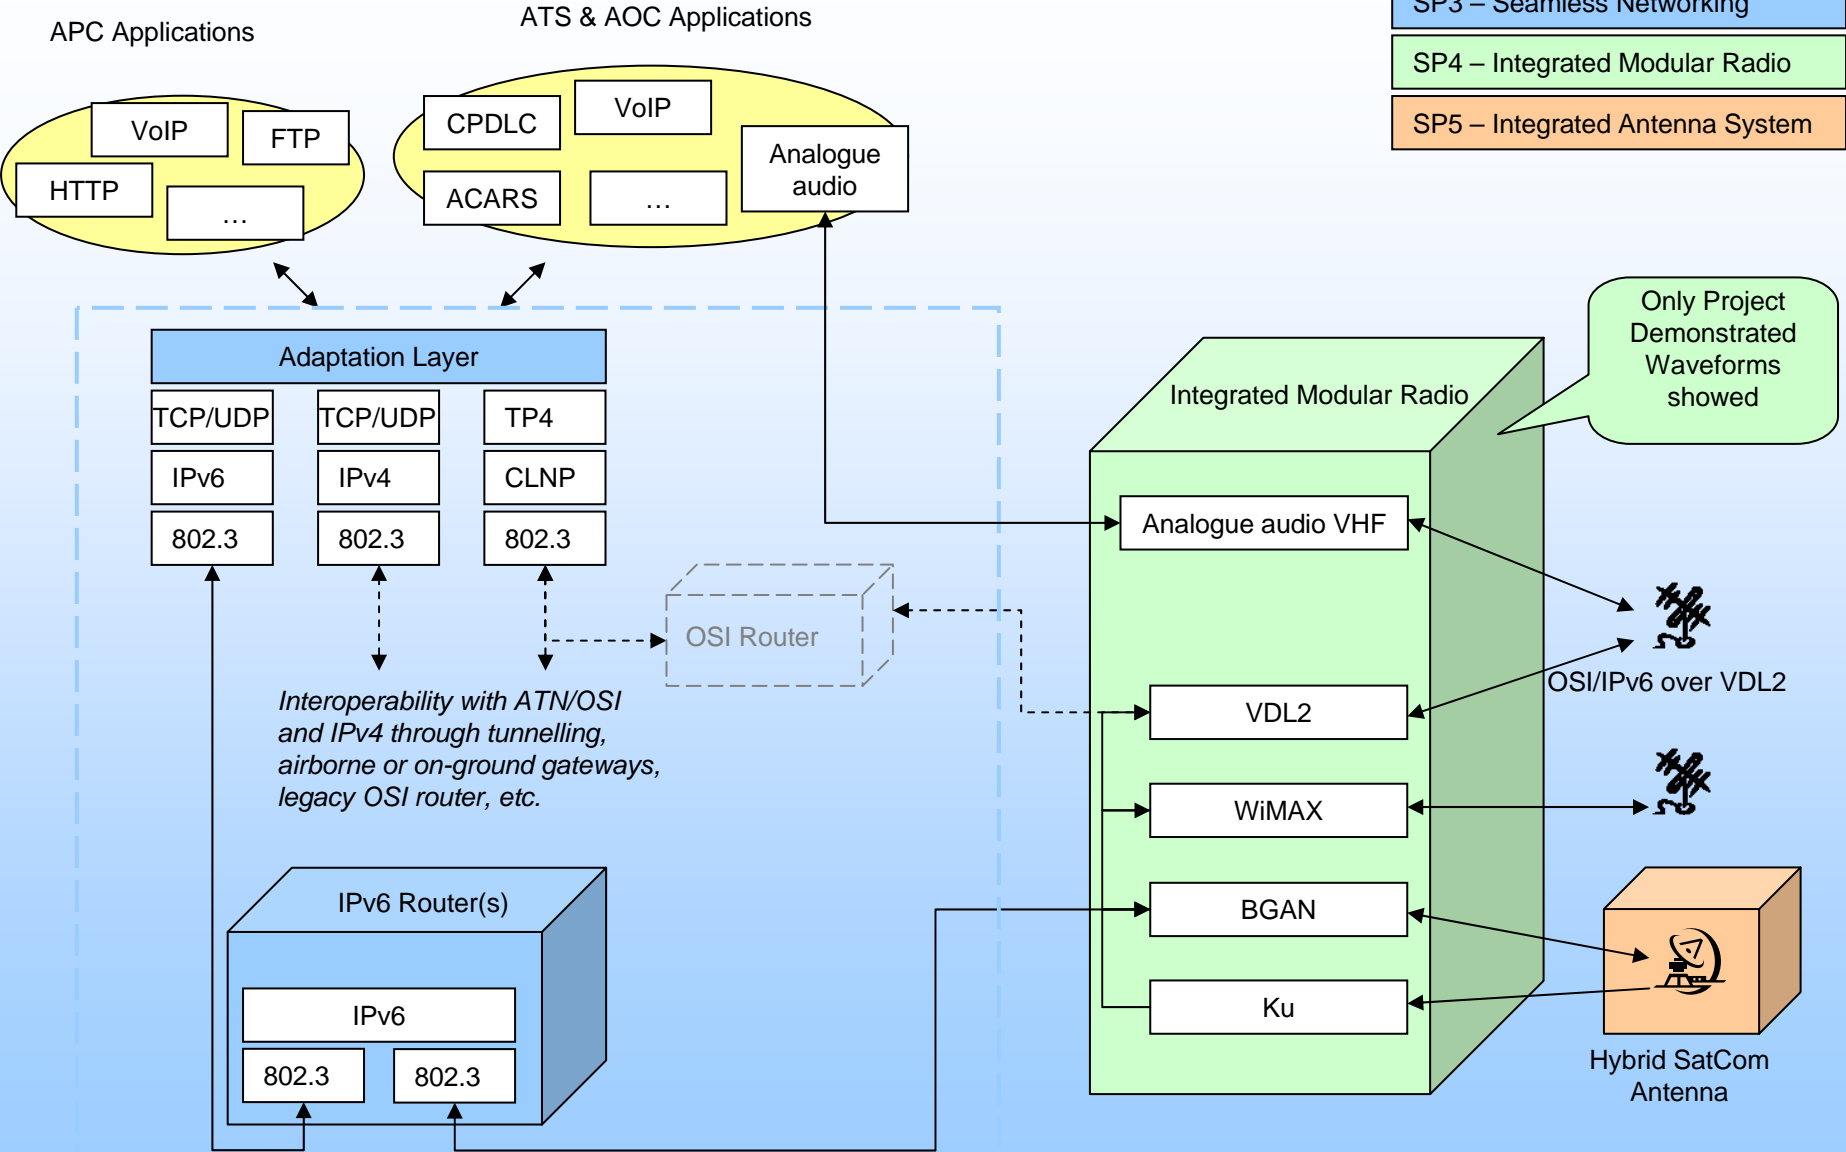 ATS & AOC Applications
APC Applications
SP3 – Seamless Networking
SP4 – Integrated Modular Radio
SP5 – Integrated Antenna System
VoIP
FTP
HTTP
…
CPDLC
VoIP
Analogue
audio
ACARS
…
Adaptation Layer
TCP/UDP
TCP/UDP
TP4
IPv6
IPv4
CLNP
802.3
802.3
802.3
OSI Router
Interoperability with ATN/OSI
and IPv4 through tunnelling,
airborne or on-ground gateways,
legacy OSI router, etc.
IPv6 Router(s)
IPv6
802.3
802.3
Only Project
Demonstrated
Waveforms
showed
Integrated Modular Radio
Analogue audio VHF
VDL2
WiMAX
BGAN
Ku
OSI/IPv6 over VDL2
Hybrid SatCom
Antenna